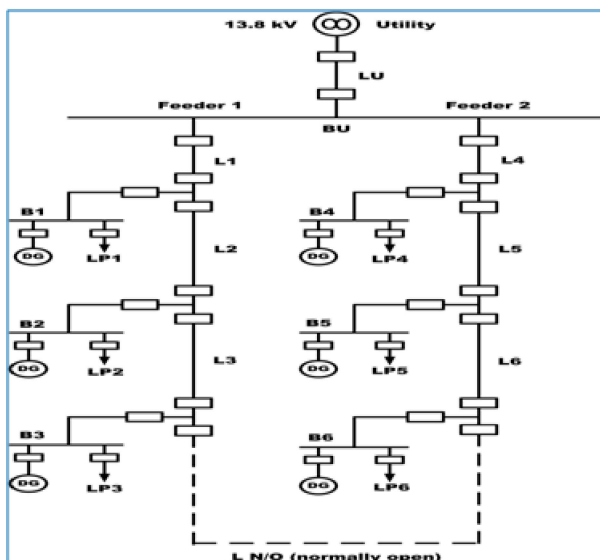 13.8 kV Utility
LU
Feeder 1 Feeder 2
BU
L1 L4
B1 B4
DG LP1 L2 DG LP4 L5
B2 B5
DG LP2 L3 DG LP5 L6
B3 B6
DG LP3 DG LP6
L N/O (normally open)